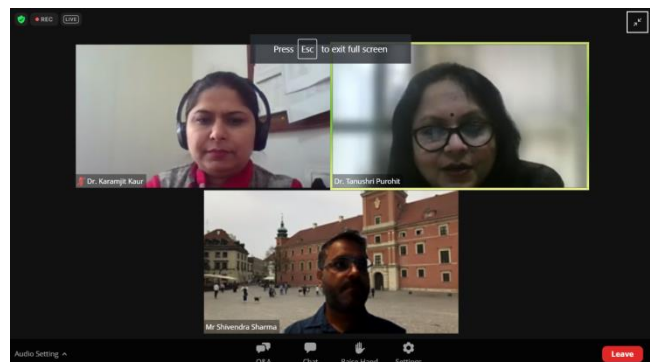 REC LIVE
Press Esc to exit full screen
Dr. Karamjit Kaur
Dr. Tanushri Purohit
Mr Shivendra Sharma
Audio Setting
Q&A Chat Raise Hand Settings
Leave